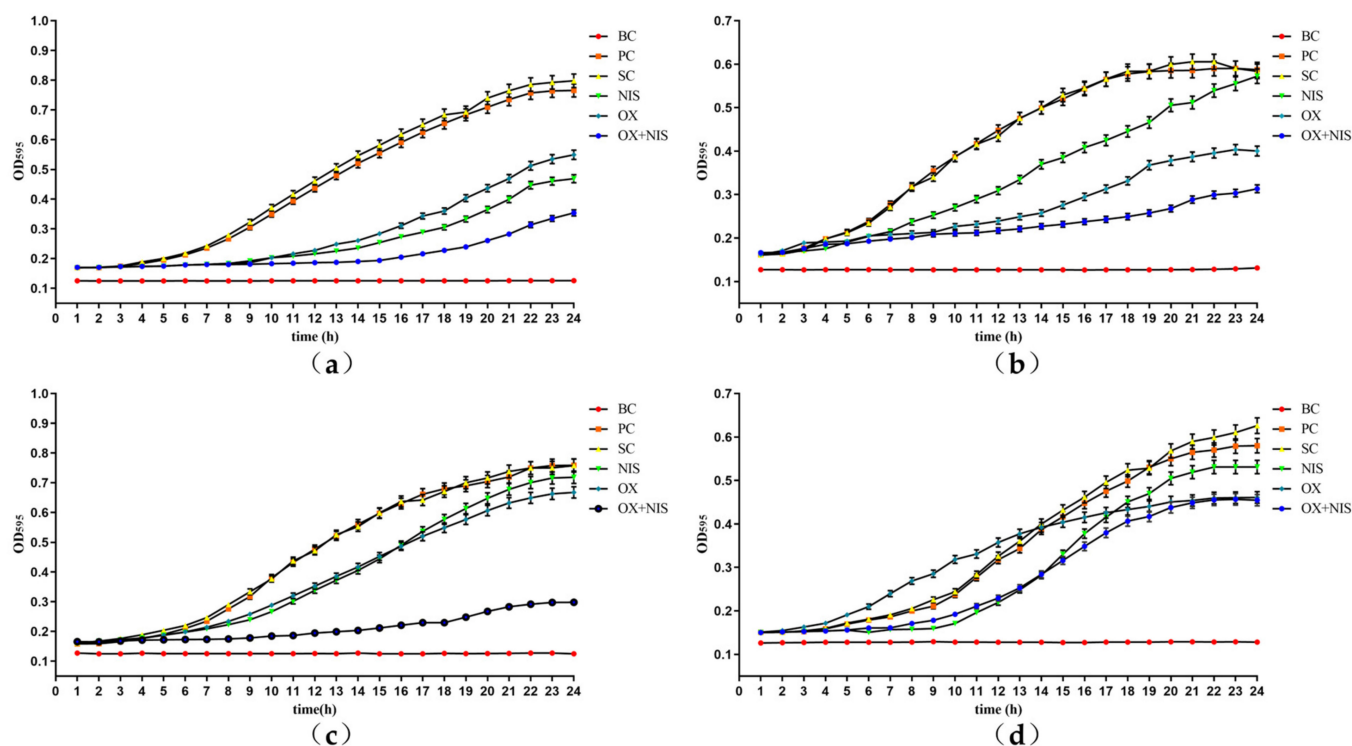 1.0
0.9
0.8
0.7
0.6
0.5
0.4
0.3
0.2
0.1
OD595
0 1 2 3 4 5 6 7 8 9 10 11 12 13 14 15 16 17 18 19 20 21 22 23 24
time (h)
BC
PC
SC
NIS
OX
OX+NIS
(a)
0.7
0.6
0.5
0.4
0.3
0.2
0.1
OD595
0 1 2 3 4 5 6 7 8 9 10 11 12 13 14 15 16 17 18 19 20 21 22 23 24
time (h)
BC
PC
SC
NIS
OX
OX+NIS
(b)
1.0
0.9
0.8
0.7
0.6
0.5
0.4
0.3
0.2
0.1
OD595
0 1 2 3 4 5 6 7 8 9 10 11 12 13 14 15 16 17 18 19 20 21 22 23 24
time(h)
BC
PC
SC
NIS
OX
OX+NIS
(c)
0.7
0.6
0.5
0.4
0.3
0.2
0.1
OD595
0 1 2 3 4 5 6 7 8 9 10 11 12 13 14 15 16 17 18 19 20 21 22 23 24
time (h)
BC
PC
SC
NIS
OX
OX+NIS
(d)